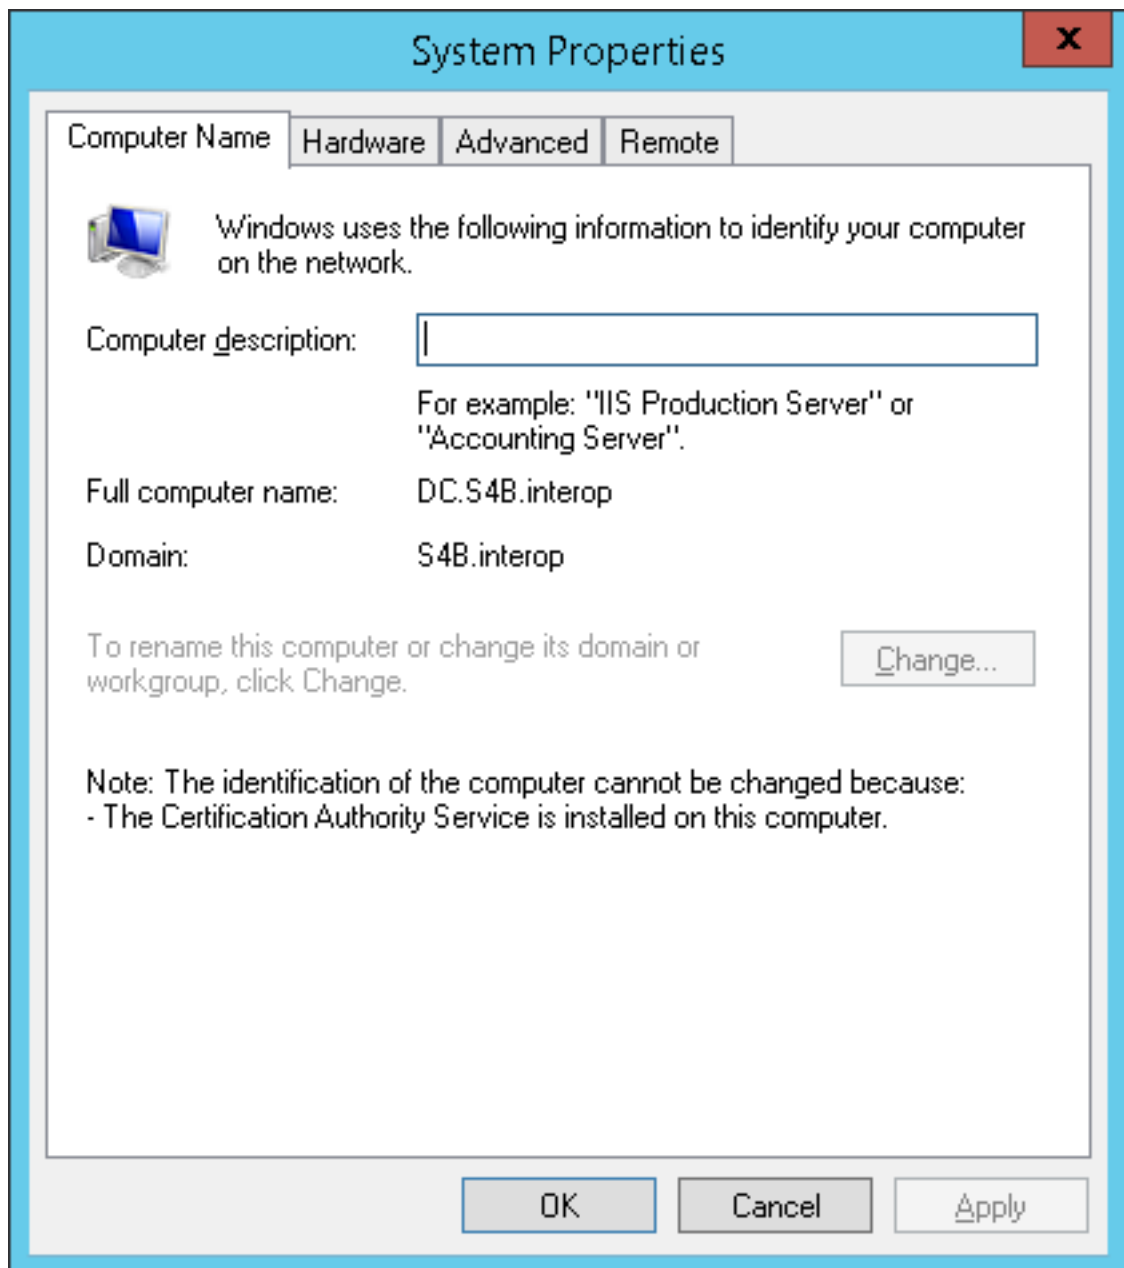 System Properties
x
Computer Name
Hardware
Advanced
Remote
Windows uses the following information to identify your computer
on the network.
Computer description:
For example: "IIS Production Server" or
"Accounting Server".
Full computer name:
DC.S4B.interop
Domain:
S4B.interop
To rename this computer or change its domain or
workgroup, click Change.
Change...
Note: The identification of the computer cannot be changed because:
- The Certification Authority Service is installed on this computer.
OK
Cancel
Apply